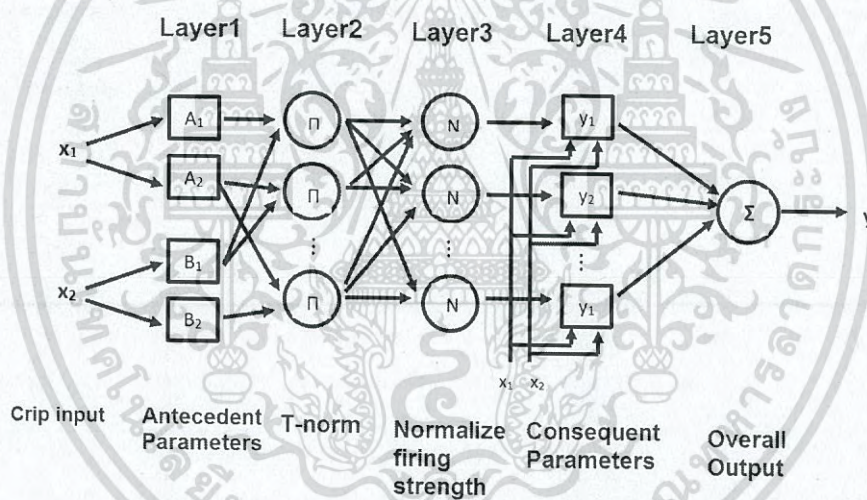 Layer1 Layer2 Layer3 Layer4 Layer5
A₁ Π N y₁
x₁
A₂ Π N y₂
Σ y
B₁ ⋮ ⋮ ⋮
x₂
B₂ Π N y₁
x₁ x₂
Crip input Antecedent Parameters
T-norm
Normalize firing strength
Consequent Parameters
Overall Output